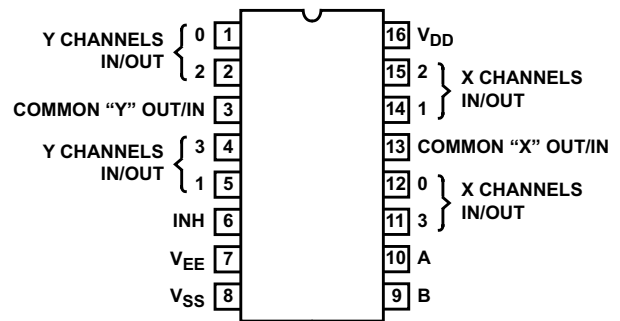 Y CHANNELS IN/OUT
0 1
2 2
COMMON “Y” OUT/IN 3
Y CHANNELS IN/OUT
3 4
1 5
INH 6
VEE 7
VSS 8
16 VDD
15 2
14 1
X CHANNELS IN/OUT
13 COMMON “X” OUT/IN
12 0
11 3
X CHANNELS IN/OUT
10 A
9 B